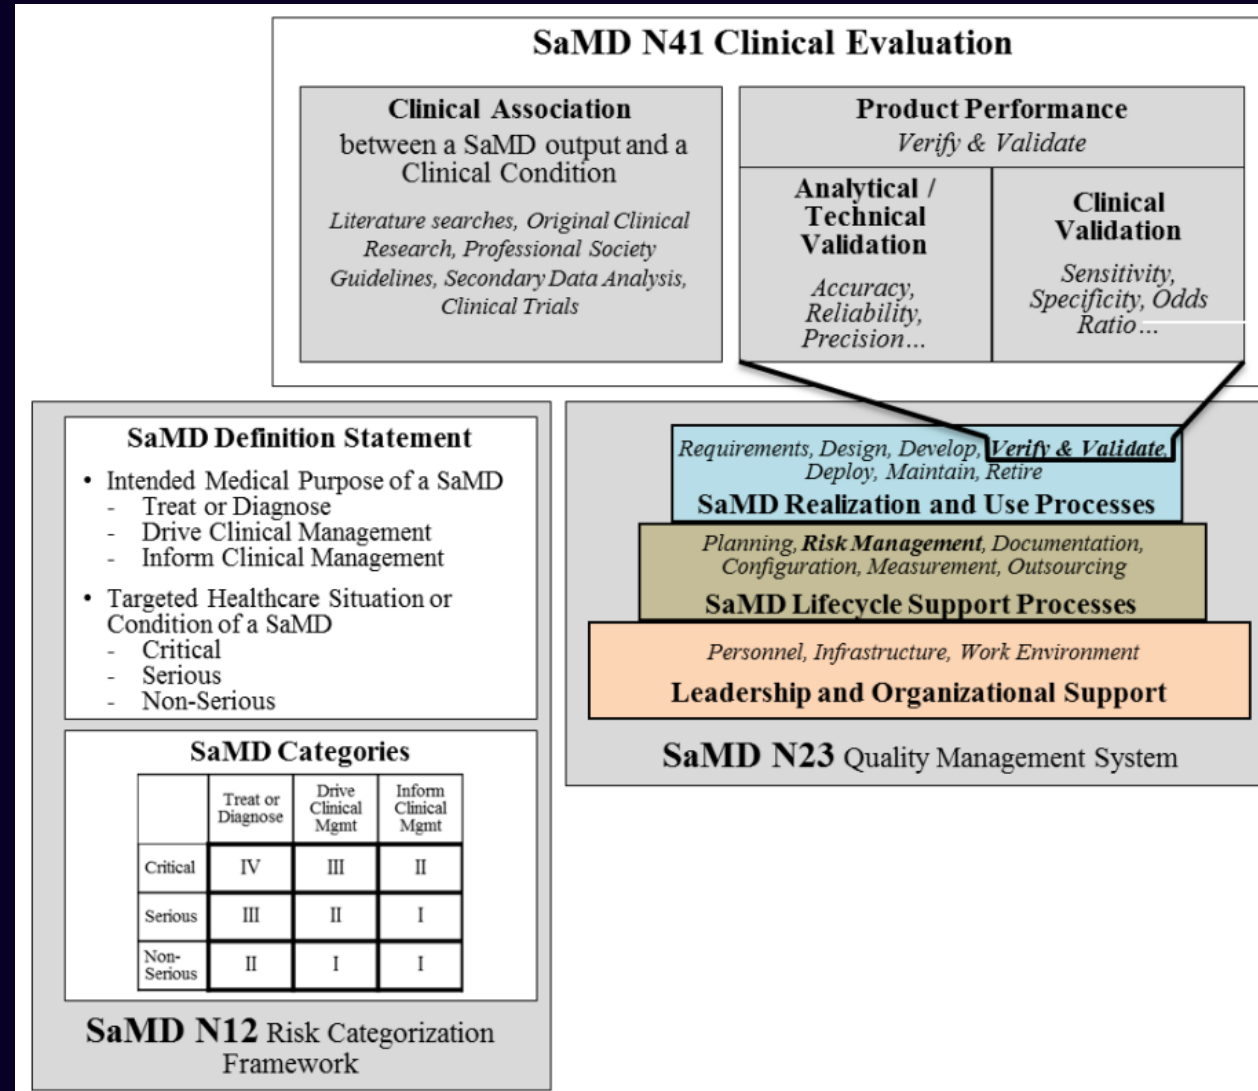 SaMD N41 Clinical Evaluation
Clinical Association
between a SaMD output and a
Clinical Condition
Literature searches, Original Clinical
Research, Professional Society
Guidelines, Secondary Data Analysis,
Clinical Trials
Product Performance
Verify & Validate
Analytical /
Technical
Validation
Accuracy,
Reliability,
Precision...
Clinical
Validation
Sensitivity,
Specificity, Odds
Ratio...
SaMD Definition Statement
• Intended Medical Purpose of a SaMD
- Treat or Diagnose
- Drive Clinical Management
- Inform Clinical Management
• Targeted Healthcare Situation or
Condition of a SaMD
- Critical
- Serious
- Non-Serious
SaMD Categories
Treat or
Diagnose
Drive
Clinical
Mgmt
Inform
Clinical
Mgmt
Critical IV III II
Serious III II I
Non-
Serious II I I
SaMD N12 Risk Categorization
Framework
Requirements, Design, Develop, Verify & Validate,
Deploy, Maintain, Retire
SaMD Realization and Use Processes
Planning, Risk Management, Documentation,
Configuration, Measurement, Outsourcing
SaMD Lifecycle Support Processes
Personnel, Infrastructure, Work Environment
Leadership and Organizational Support
SaMD N23 Quality Management System